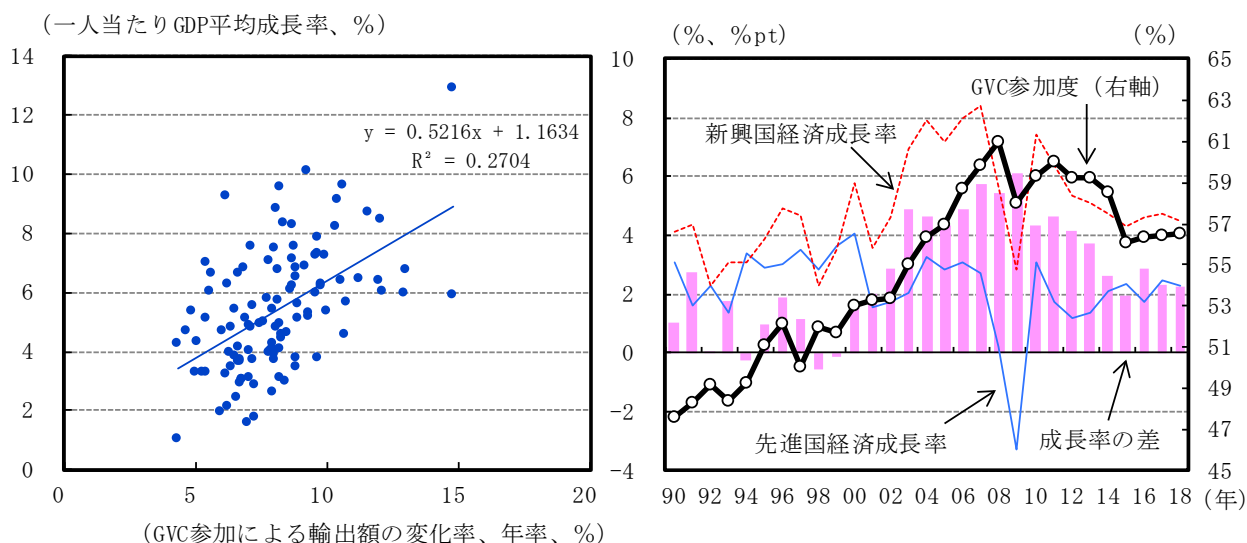 （一人当たりGDP平均成長率、%）
14
12
10
8
6
4
2
0
y = 0.5216x + 1.1634
R² = 0.2704
0 5 10 15 20
（GVC参加による輸出額の変化率、年率、%）
（%、%pt） （%）
10
8
6
4
2
0
-2
-4
65
63
61
59
57
55
53
51
49
47
45
GVC参加度（右軸）
新興国経済成長率
先進国経済成長率
成長率の差
90 92 94 96 98 00 02 04 06 08 10 12 14 16 18 (年)